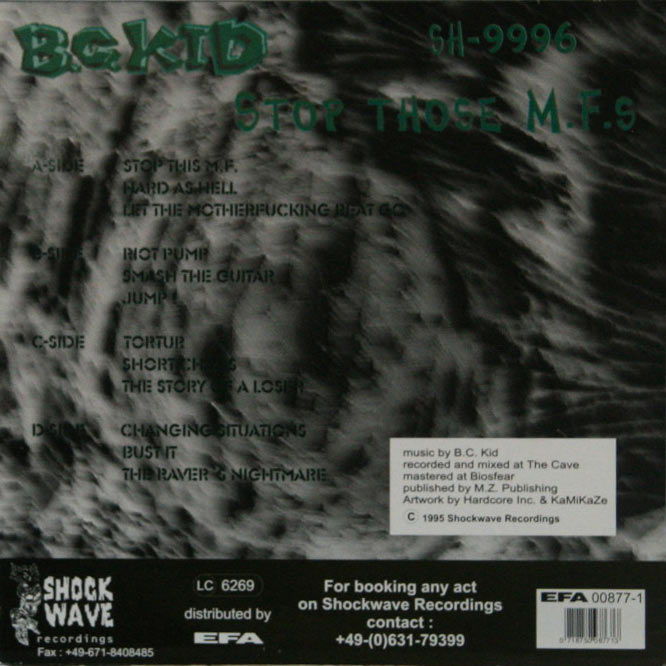 B.C. KID
SH-9996
STOP THOSE M.F.S
A-SIDE STOP THIS M.F.
HARD AS HELL
LET THE MOTHERFUCKING BEAT GO
B-SIDE RIOT PUMP
SMASH THE GUITAR
JUMP !
C-SIDE TORTUR
SHORT
THE STORY OF A LOSER
D-SIDE CHANGING SITUATIONS
BUST IT
THE RAVER´S NIGHTMARE
music by B.C. Kid
recorded and mixed at The Cave
mastered at Biosfear
published by M.Z. Publishing
Artwork by Hardcore Inc. & KaMiKaZe
C 1995 Shockwave Recordings
SHOCK
WAVE
recordings
Fax : +49-671-8408485
LC 6269
distributed by
EFA
For booking any act
on Shockwave Recordings
contact :
+49-(0)631-79399
EFA 00877-1